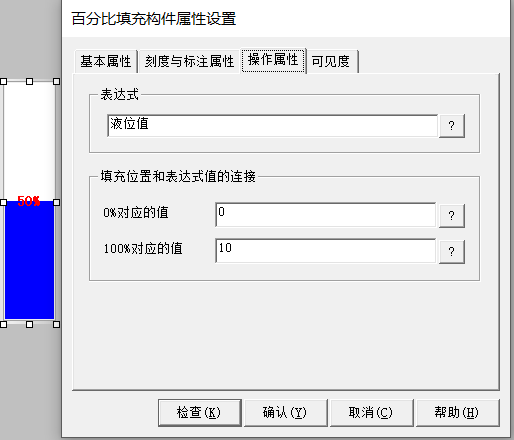 百分比填充构件属性设置
基本属性 刻度与标注属性 操作属性 可见度
表达式
液位值 ?
填充位置和表达式值的连接
50%
0%对应的值 0 ?
100%对应的值 10 ?
检查(K) 确认(Y) 取消(C) 帮助(H)